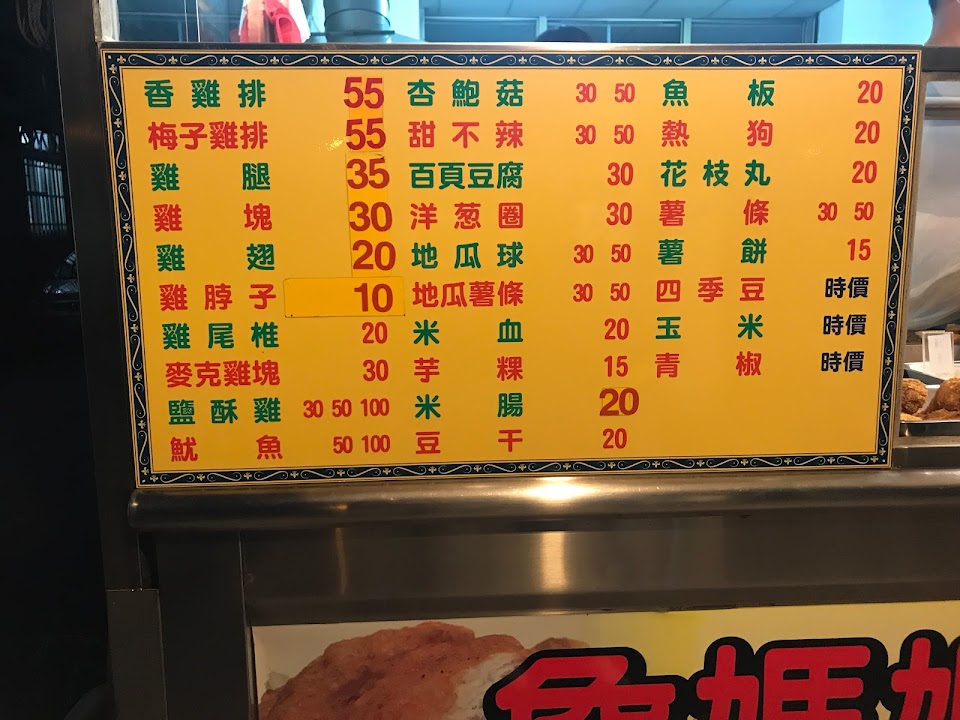 香雞排 55
梅子雞排 55
雞腿 35
雞塊 30
雞翅 20
雞脖子 10
雞尾椎 20
麥克雞塊 30
鹽酥雞 30 50 100
魷魚 50 100
杏鮑菇 30 50
甜不辣 30 50
百頁豆腐 30
洋葱圈 30
地瓜球 30 50
地瓜薯條 30 50
米血 20
芋粿 15
米腸 20
豆干 20
魚板 20
熱狗 20
花枝丸 20
薯條 30 50
薯餅 15
四季豆 時價
玉米 時價
青椒 時價
媽